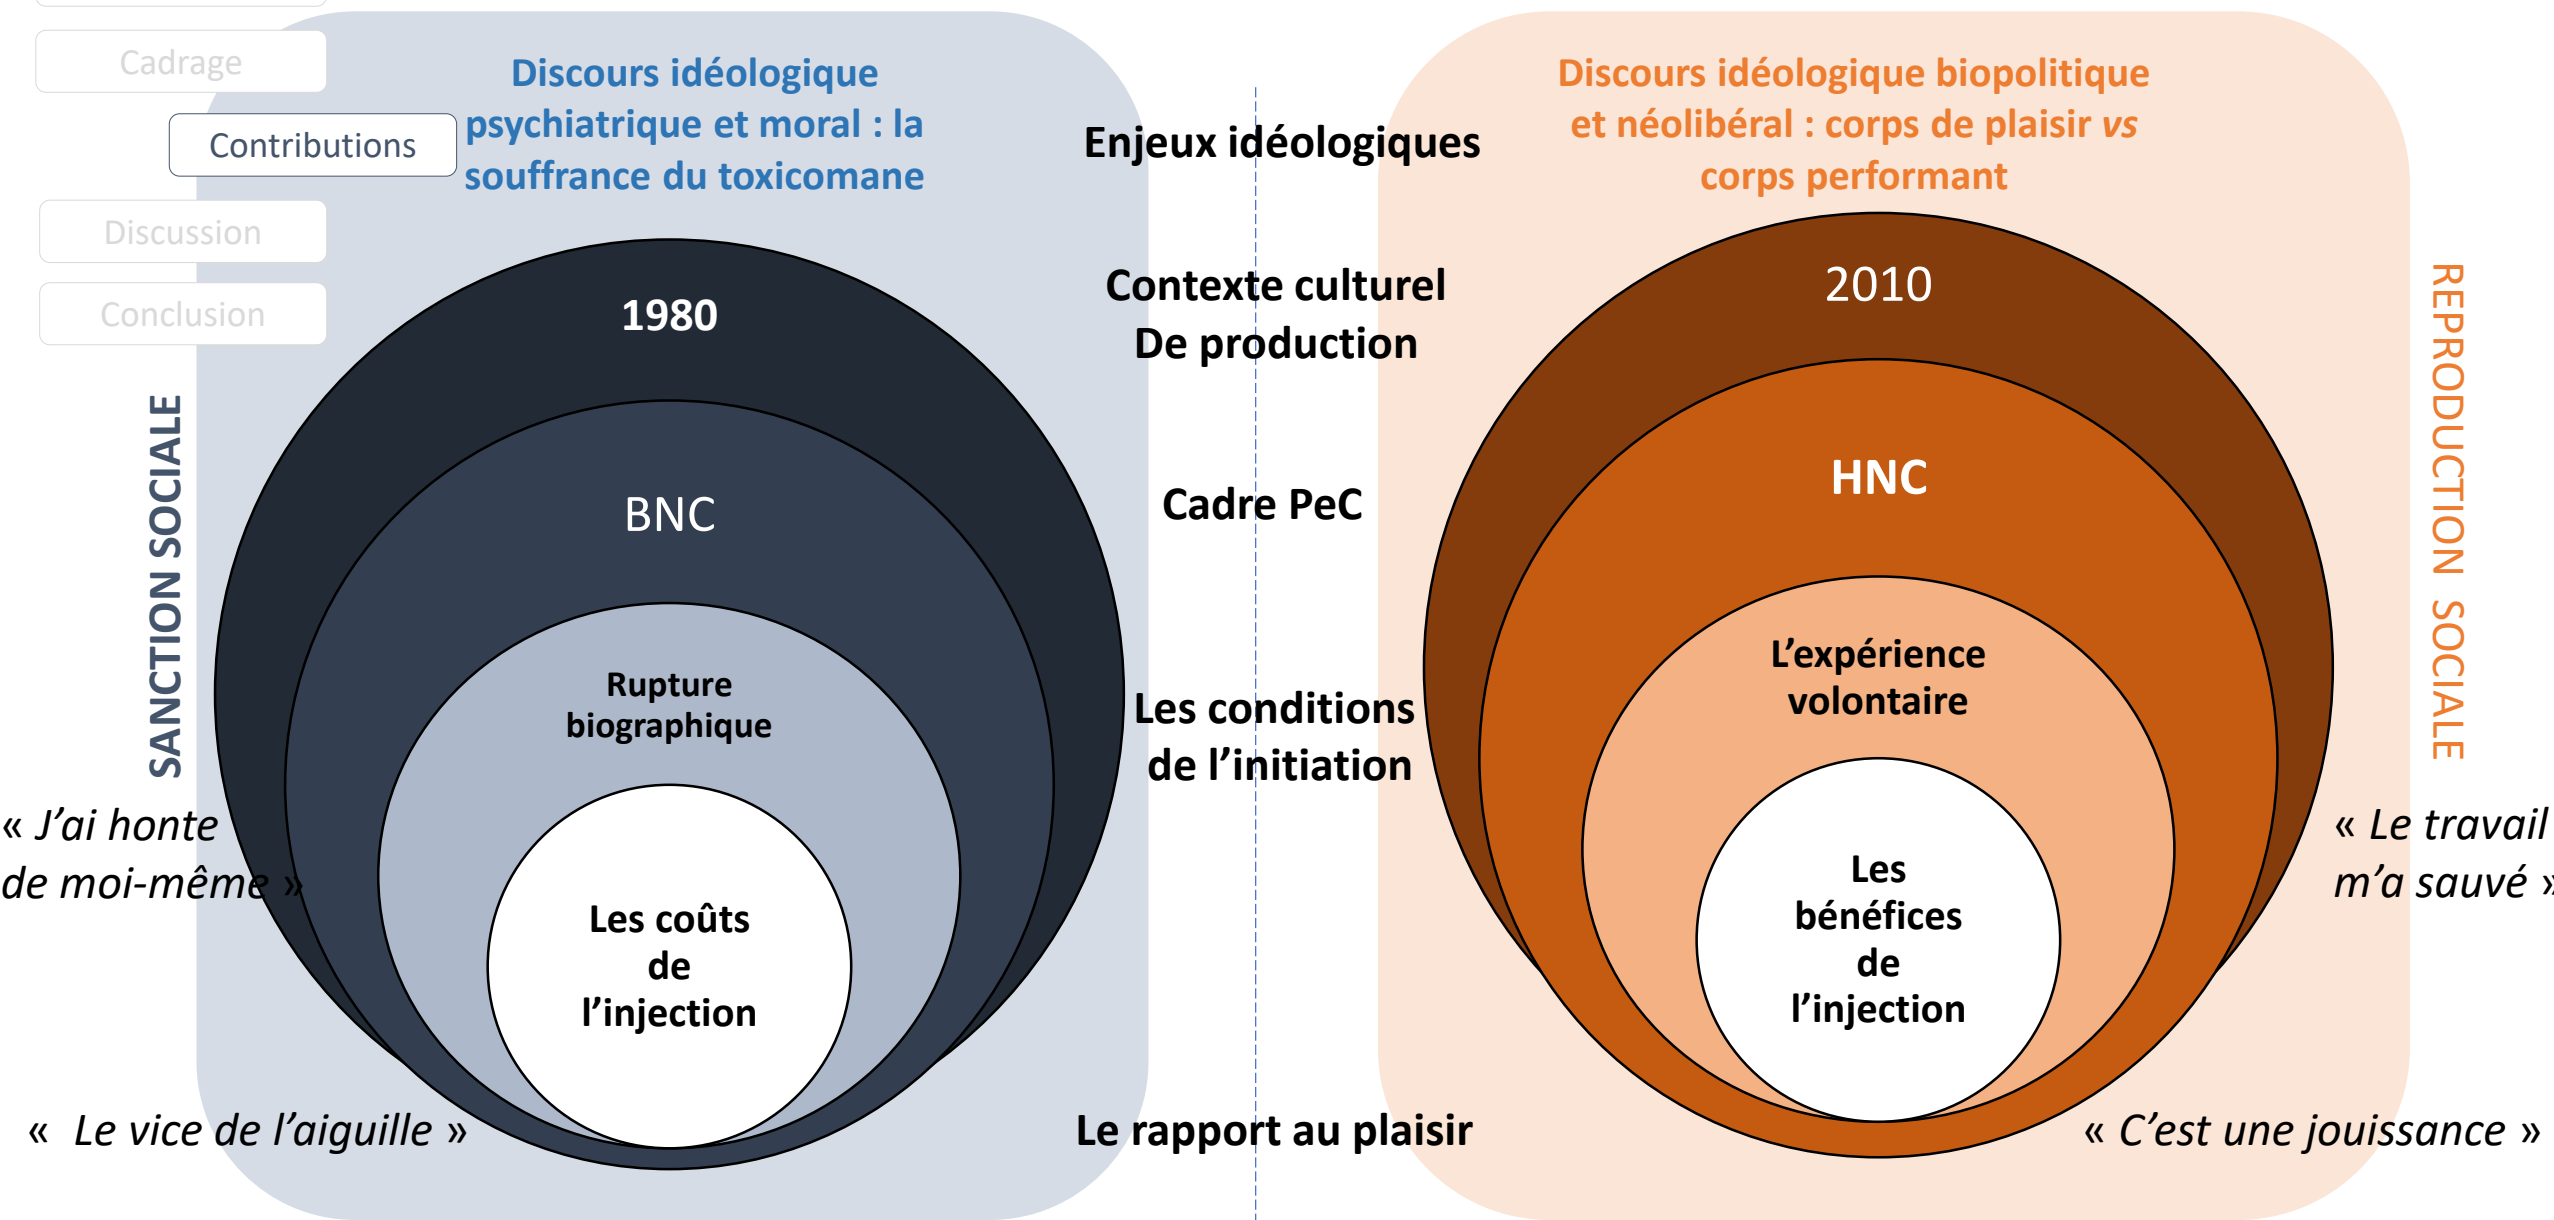 Cadrage
Contributions
Discussion
Conclusion
SANCTION SOCIALE
Discours idéologique
psychiatrique et moral : la
souffrance du toxicomane
1980
BNC
Rupture
biographique
Les coûts
de
l’injection
« J’ai honte
de moi-même »
«  Le vice de l’aiguille »
Enjeux idéologiques
Contexte culturel
De production
Cadre PeC
Les conditions
de l’initiation
Le rapport au plaisir
Discours idéologique biopolitique
et néolibéral : corps de plaisir vs
corps performant
2010
HNC
L’expérience
volontaire
Les
bénéfices
de
l’injection
REPRODUCTION SOCIALE
« Le travail
m’a sauvé »
« C’est une jouissance »